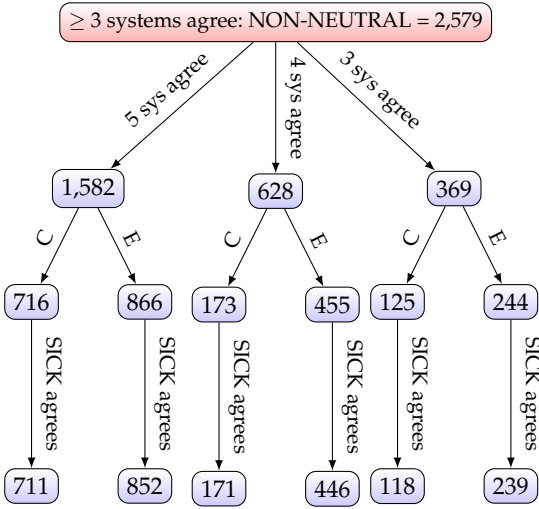 ≥ 3 systems agree: NON-NEUTRAL = 2,579
5 sys agree
4 sys agree
3 sys agree
1,582
628
369
C
E
C
E
C
E
716
866
173
455
125
244
SICK agrees
SICK agrees
SICK agrees
SICK agrees
SICK agrees
SICK agrees
711
852
171
446
118
239